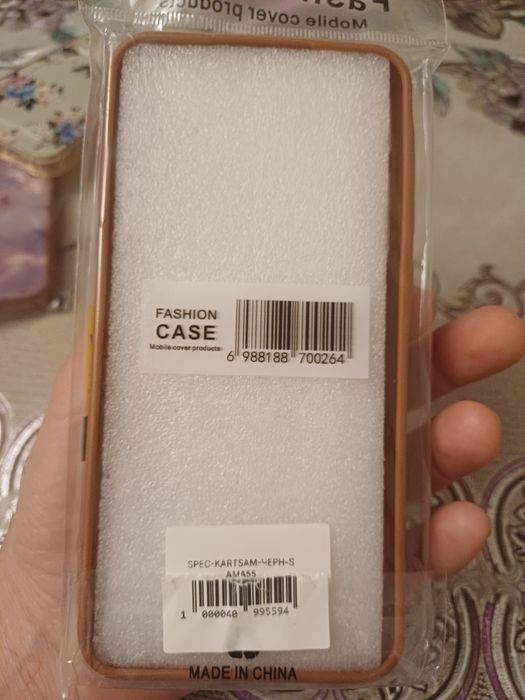 Mobile cover products
FASHION
CASE
Mobile cover products
6 988188 700264
SPEC-KARTSAM-ЧЕРН-S
AMA55
1 000040 995594
MADE IN CHINA